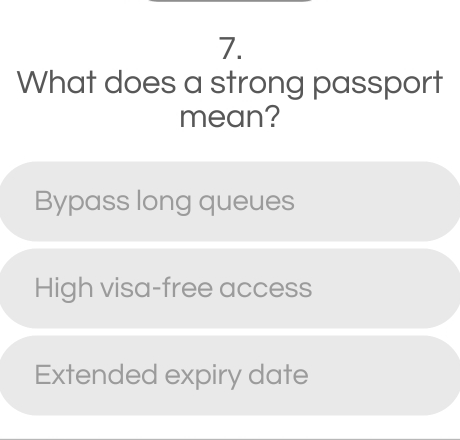 7.
What does a strong passport
mean?
Bypass long queues
High visa-free access
Extended expiry date